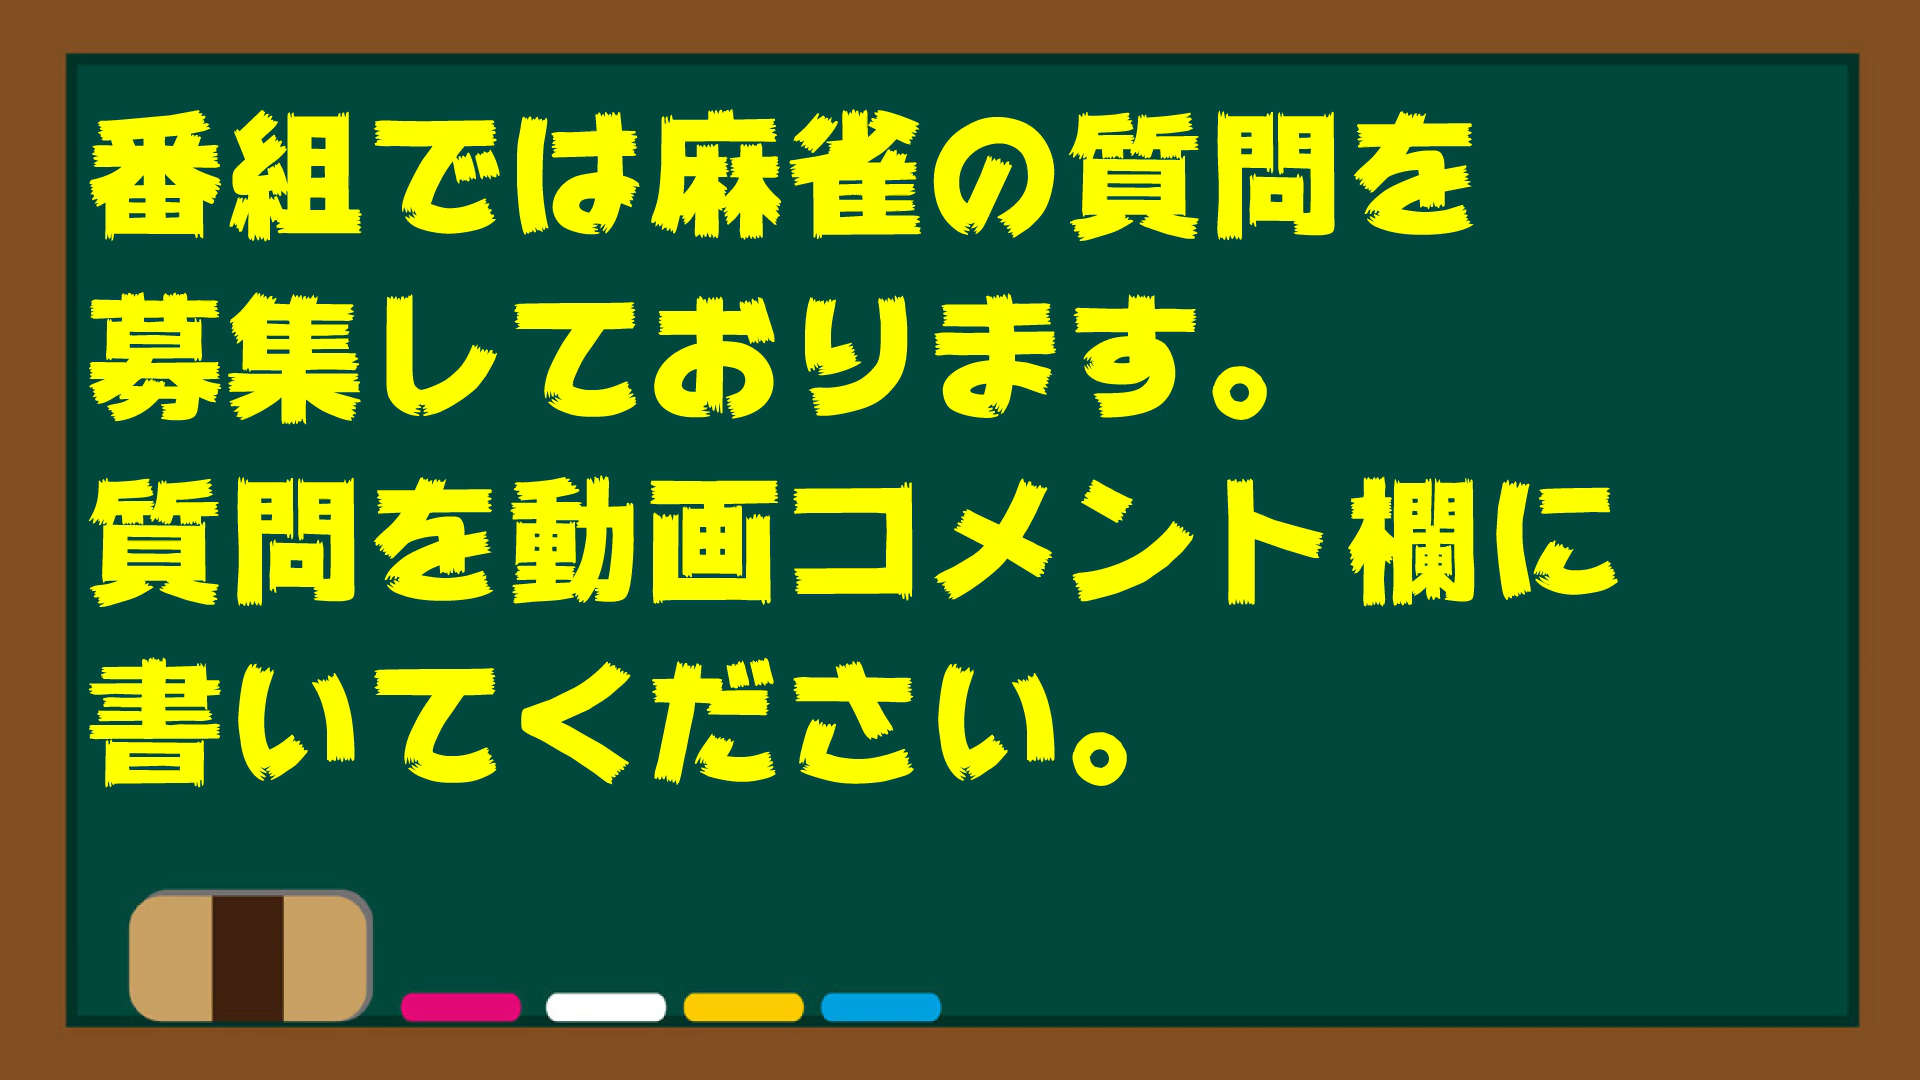 番組では麻雀の質問を
募集しております。
質問を動画コメント欄に
書いてください。